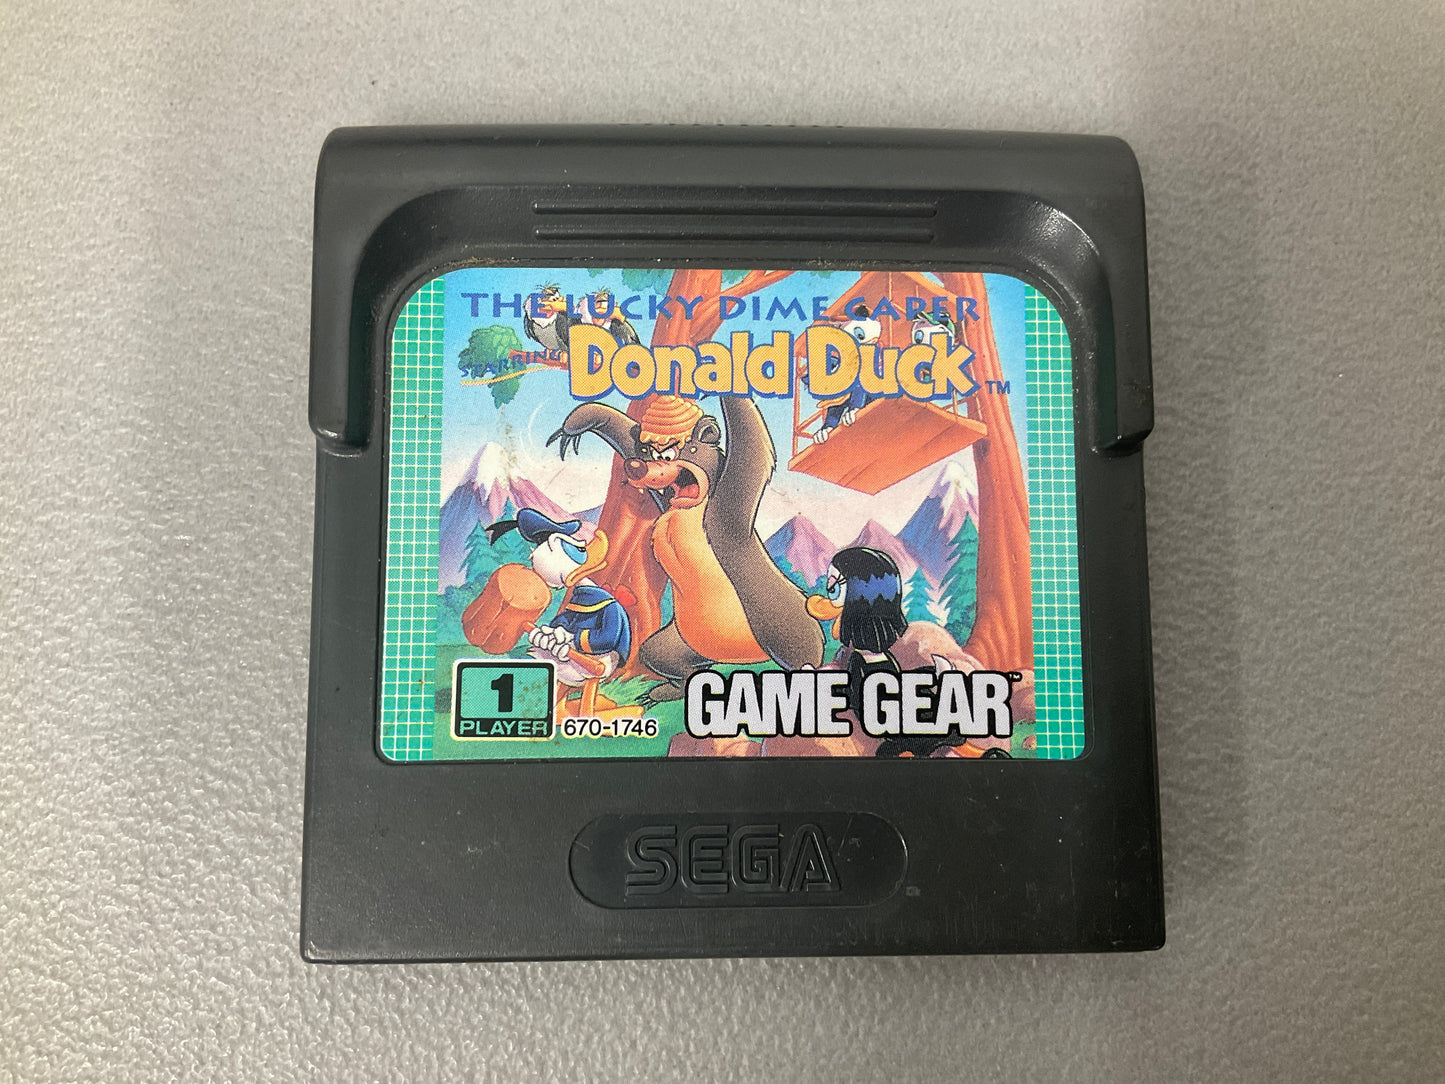 THE LUCKY DIME CAPER
STARRING Donald Duck™
1
PLAYER
670-1746
GAME GEAR™
SEGA